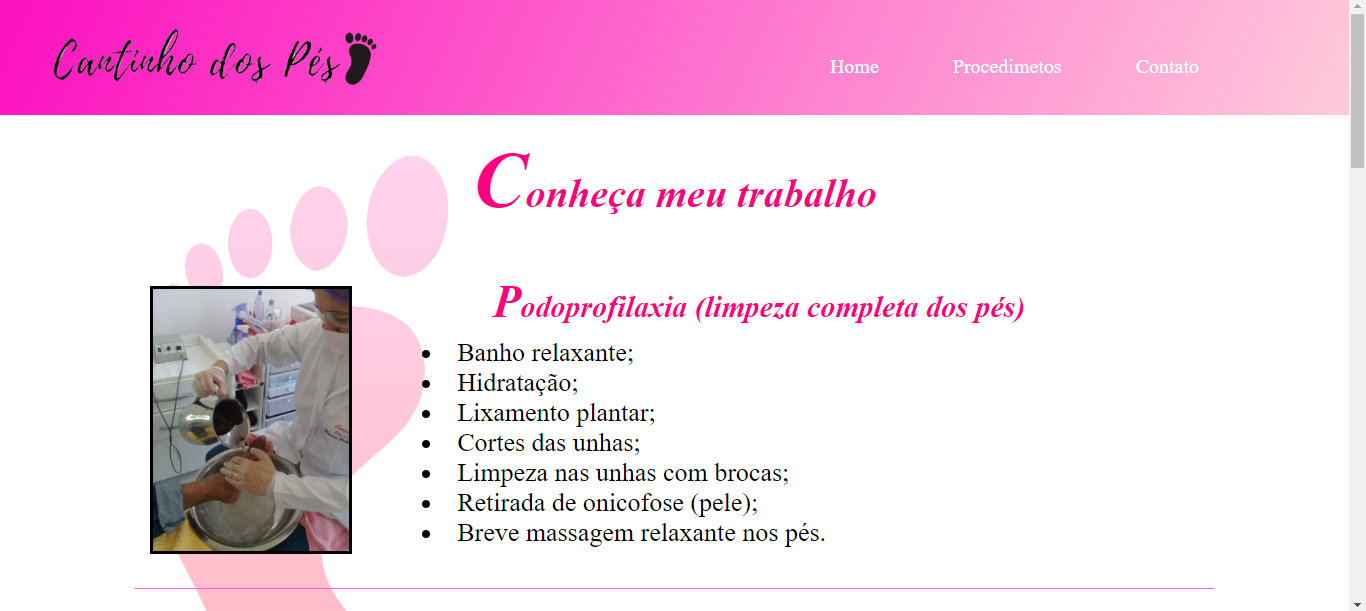 Cantinho dos Pés
Home Procedimetos Contato
Conheça meu trabalho
Podoprofilaxia (limpeza completa dos pés)
Banho relaxante;
Hidratação;
Lixamento plantar;
Cortes das unhas;
Limpeza nas unhas com brocas;
Retirada de onicofose (pele);
Breve massagem relaxante nos pés.